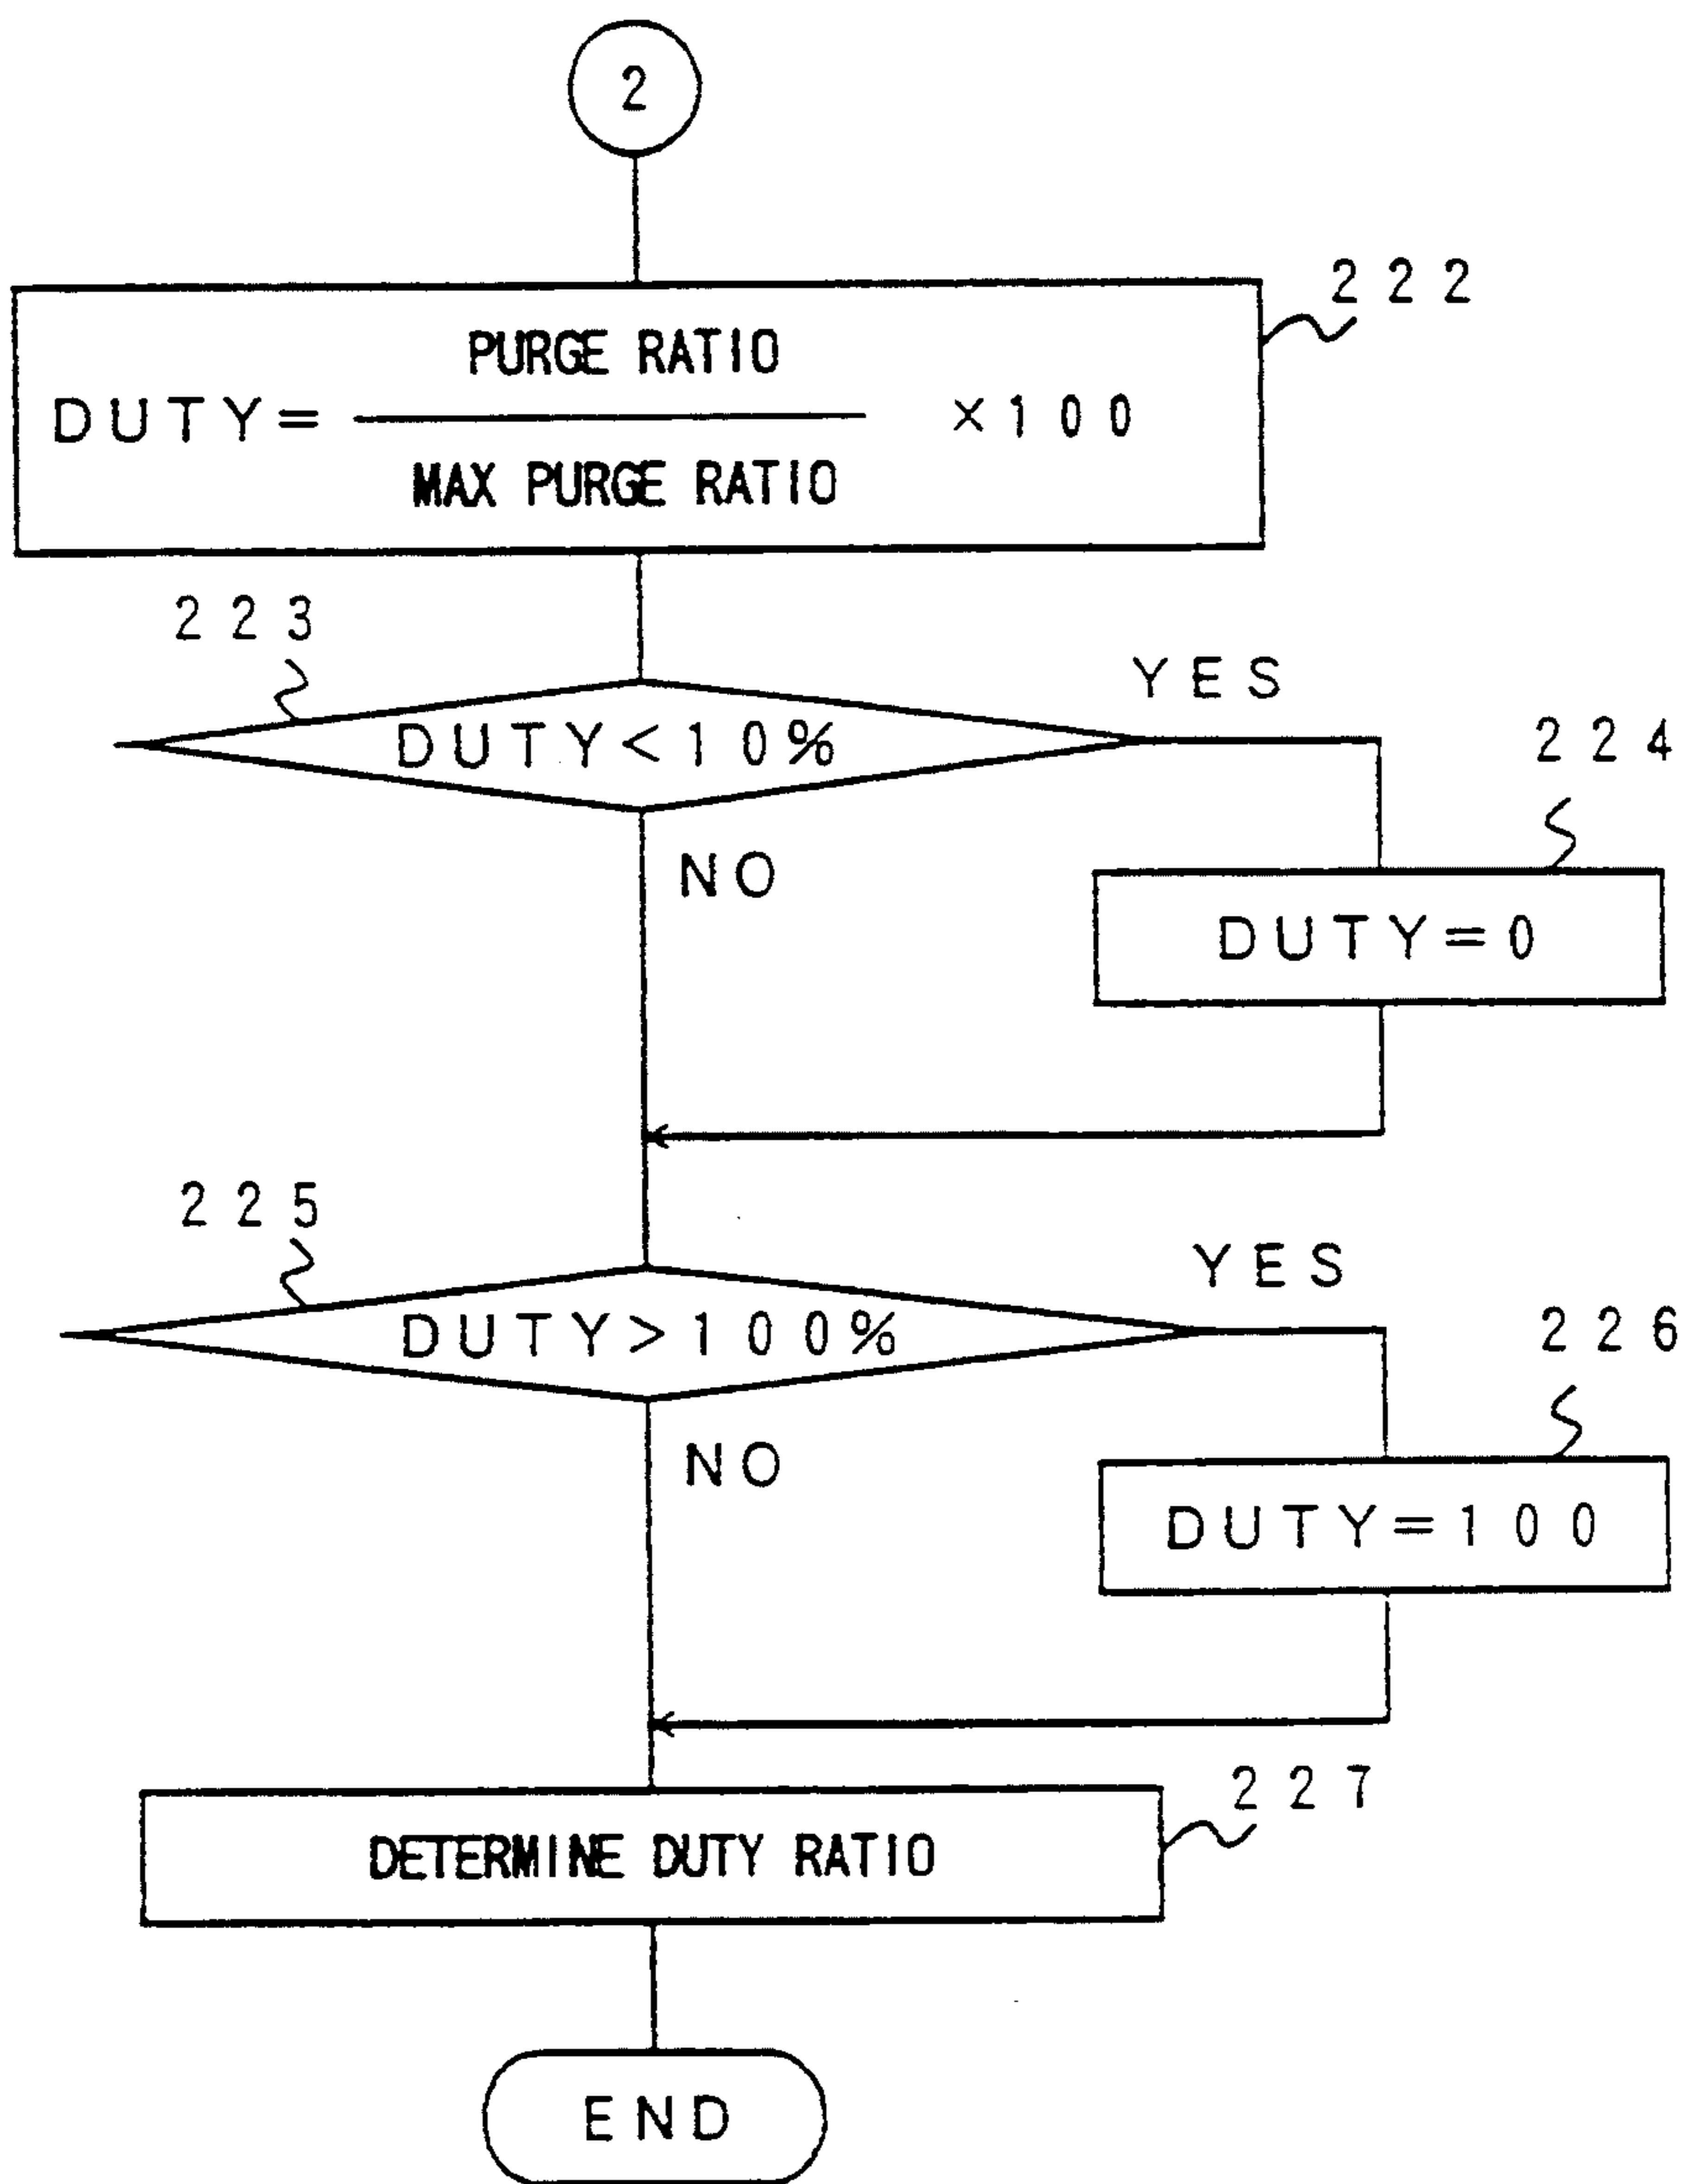 2
222
PURGE RATIO
DUTY= ×100
MAX PURGE RATIO
223
YES
DUTY<10%
224
NO
DUTY=0
225
YES
DUTY>100%
226
NO
DUTY=100
227
DETERMINE DUTY RATIO
END